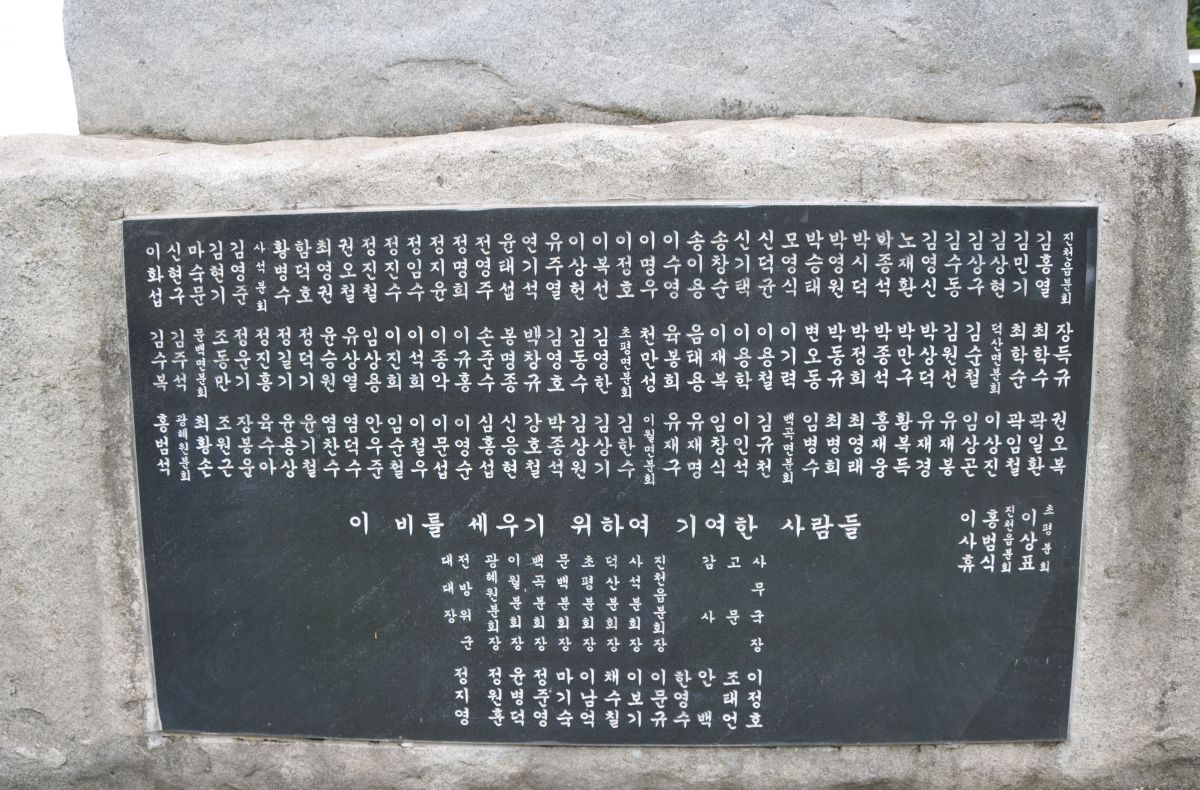 진천읍분회
김홍열
김민기
김상현
김상구
김수동
김영신
노재환
하종석
박시덕
박영원
박승태
모영식
신덕균
신기택
송창순
송이용
이수영
이명우
이정호
이복선
이상헌
유주열
연기석
윤태섭
전영주
정명희
정지윤
정임수
정진수
정진철
권오철
최영권
함덕호
황병수
사석분회
김영준
김현기
마숙문
신현구
이화섭
장득규
최학수
최학순
덕산면분회
김순철
김원선
박상덕
박만구
박종석
박정희
박동규
변오동
이기력
이용철
이용학
이재복
음태용
육봉희
천만성
초평면분회
김영한
김동수
김영호
백창규
봉명종
손준수
이규홍
이종악
이석희
이진희
임상용
유상열
윤승원
정덕기
정길기
정진홍
정운기
조동만
문백면분회
김주석
김수복
권오복
곽일환
곽임철
이상진
임상곤
유재봉
유재경
황복득
홍재웅
최영래
최명희
임병수
백곡면분회
김규천
이인석
임창식
유재명
유재구
이월면분회
김한수
김상기
김상원
박종석
강호철
신응현
심홍섭
이영순
이문섭
이철우
임순철
안우준
염덕수
염찬수
윤기철
윤용상
육수아
장봉윤
조원근
최황손
광혜원분회
홍범석
초평분회
이상표
진천읍분회
홍범식
이사휴
이 비를 세우기 위하여 기여한 사람들
사무국장 이정호
고문 조태언
감사 안백
한영수
진천읍분회장 이문규
사석분회장 이보기
덕산분회장 채수칠
초평분회장 이남억
문백분회장 마기숙
백곡분회장 정준영
이월분회장 윤병덕
광혜원분회장 정원훈
전방위군
대대장 정지영